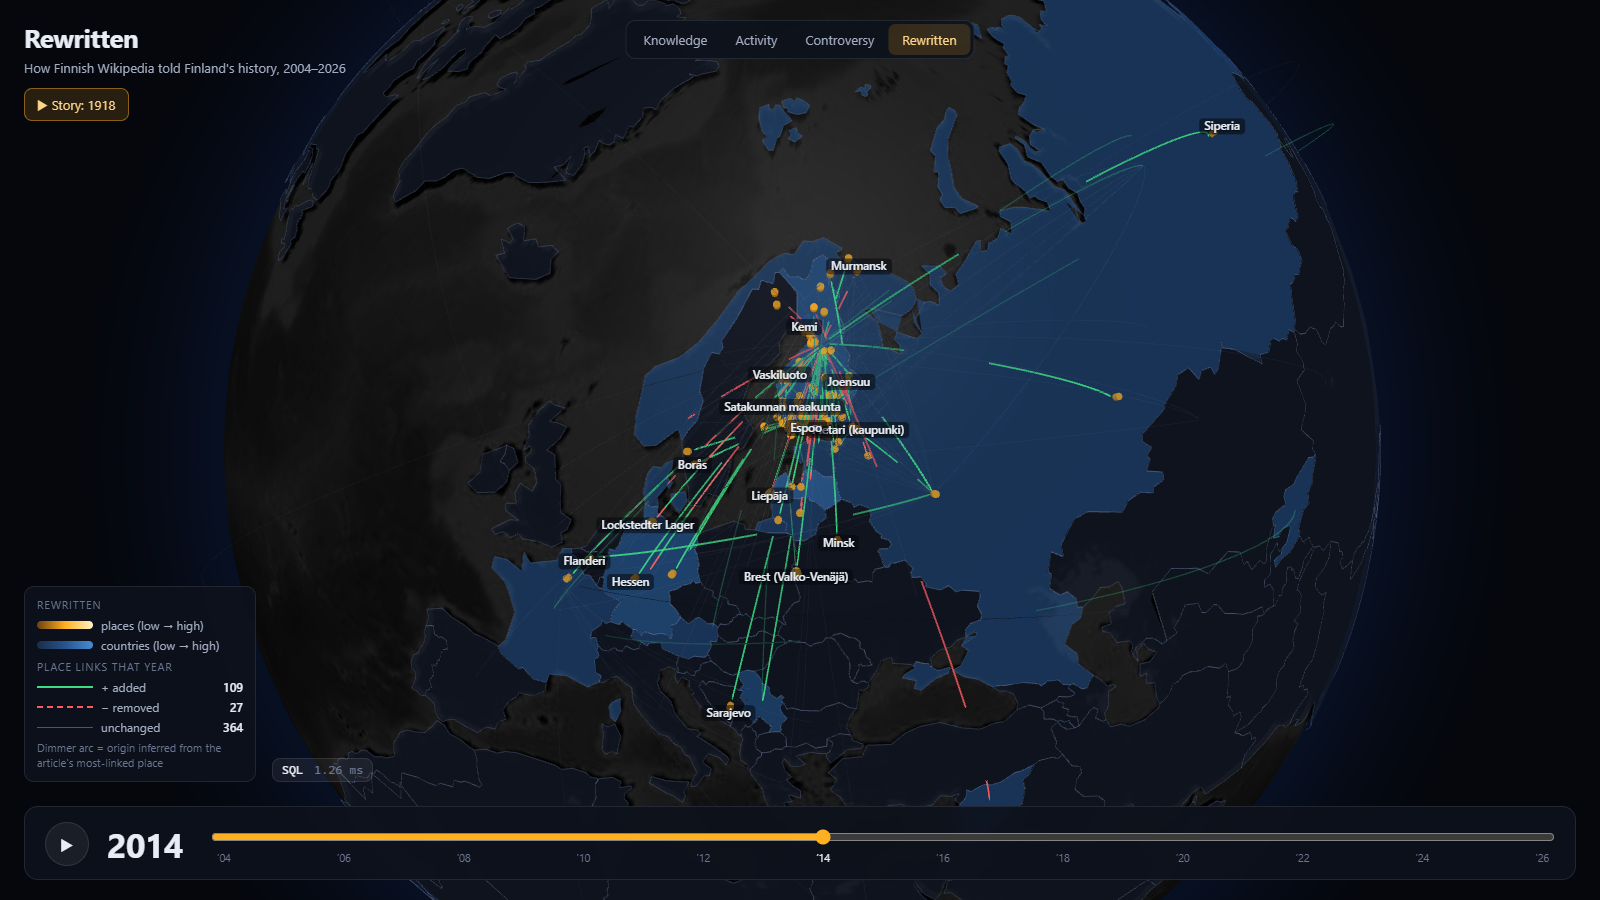 Rewritten
How Finnish Wikipedia told Finland's history, 2004–2026
▶ Story: 1918
Knowledge
Activity
Controversy
Rewritten
Siperia
Murmansk
Kemi
Vaskiluoto
Joensuu
Satakunnan maakunta
Espoo
tari (kaupunki)
Borås
Liepāja
Lockstedter Lager
Minsk
Flanderi
Hessen
Brest (Valko-Venäjä)
Sarajevo
REWRITTEN
places (low → high)
countries (low → high)
PLACE LINKS THAT YEAR
+ added 109
− removed 27
unchanged 364
Dimmer arc = origin inferred from the
article's most-linked place
SQL 1.26 ms
2014
'04 '06 '08 '10 '12 '14 '16 '18 '20 '22 '24 '26